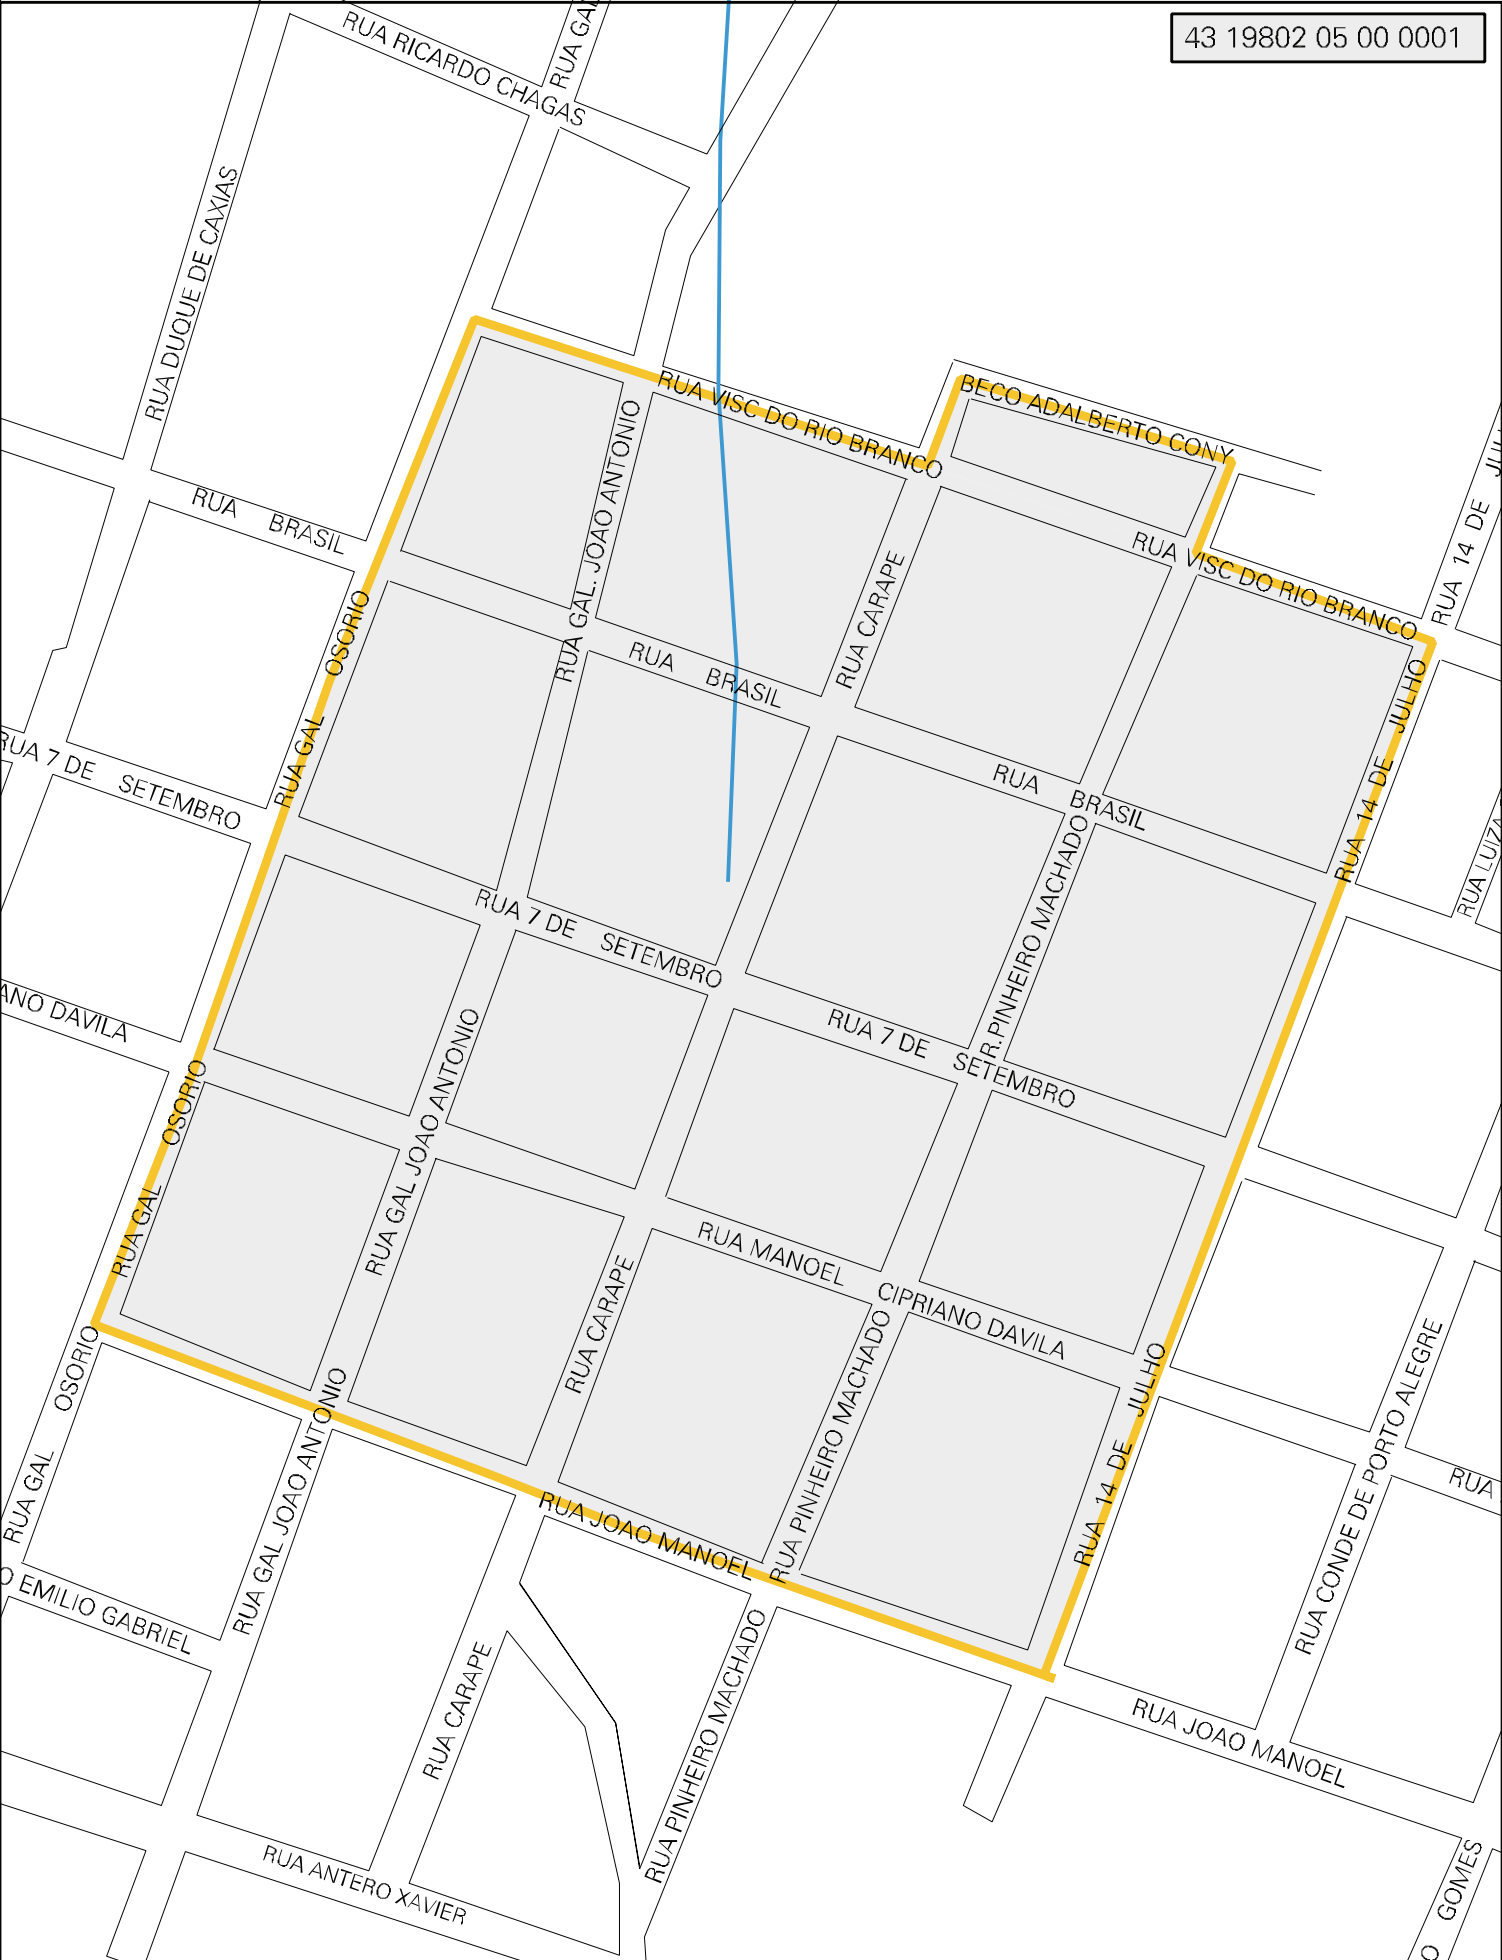 43 19802 05 00 0001
RUA RICARDO CHAGAS
RUA GAL
RUA DUQUE DE CAXIAS
RUA VISC DO RIO BRANCO
BECO ADALBERTO CONY
RUA VISC DO RIO BRANCO
RUA 14 DE JUL
RUA BRASIL
RUA GAL. JOAO ANTONIO
RUA CARAPE
RUA GAL OSORIO
RUA BRASIL
RUA BRASIL
RUA 14 DE JULHO
RUA LUIZA
RUA 7 DE SETEMBRO
RUA 7 DE SETEMBRO
R.PINHEIRO MACHADO
RUA 7 DE SETEMBRO
ANO DAVILA
RUA GAL OSORIO
RUA GAL JOAO ANTONIO
RUA MANOEL CIPRIANO DAVILA
RUA CARAPE
RUA PINHEIRO MACHADO
RUA 14 DE JULHO
RUA CONDE DE PORTO ALEGRE
RUA
RUA GAL OSORIO
RUA GAL JOAO ANTONIO
RUA JOAO MANOEL
O EMILIO GABRIEL
RUA CARAPE
RUA PINHEIRO MACHADO
RUA JOAO MANOEL
RUA ANTERO XAVIER
O GOMES